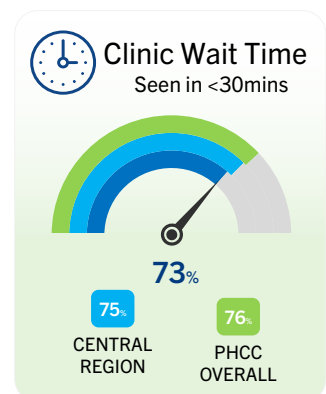 Clinic Wait Time
Seen in <30mins
73%
75%
76%
CENTRAL
REGION
PHCC
OVERALL